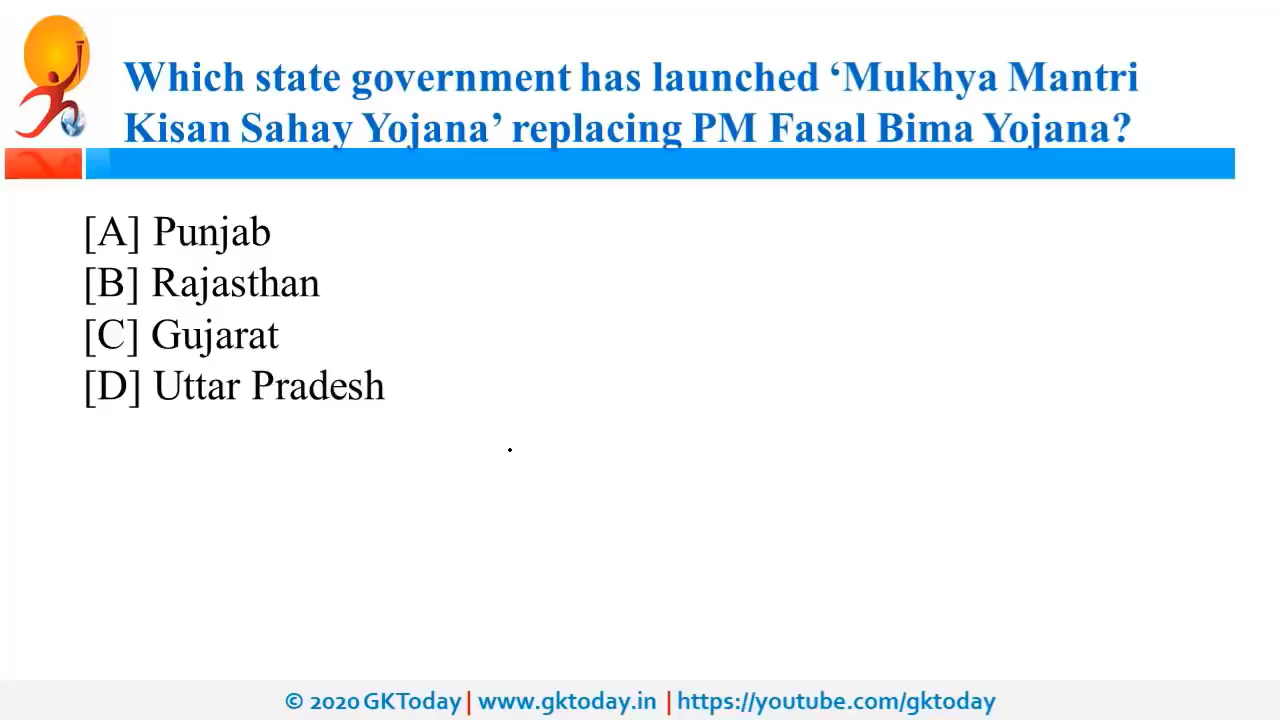 Which state government has launched ‘Mukhya Mantri
Kisan Sahay Yojana’ replacing PM Fasal Bima Yojana?
[A] Punjab
[B] Rajasthan
[C] Gujarat
[D] Uttar Pradesh
© 2020 GKToday | www.gktoday.in | https://youtube.com/gktoday